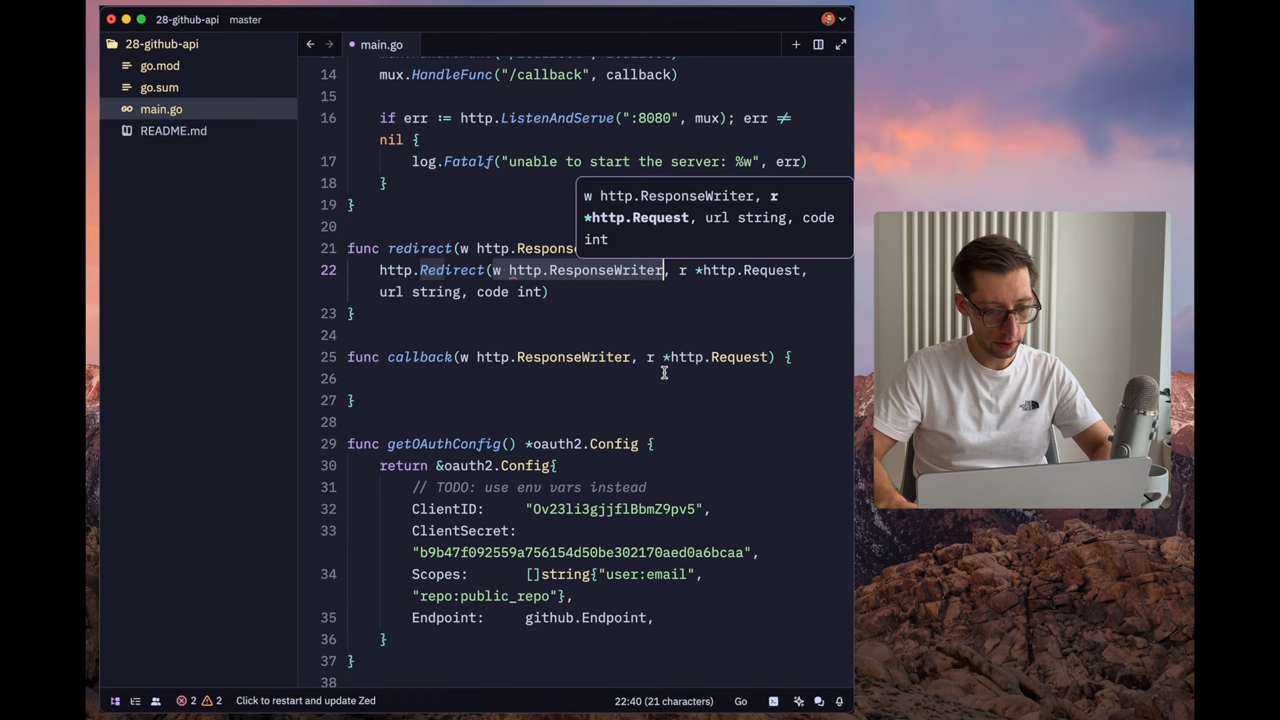 28-github-api master
28-github-api
go.mod
go.sum
main.go
README.md
main.go
14 mux.HandleFunc("/callback", callback)
15
16 if err := http.ListenAndServe(":8080", mux); err ≠
nil {
17 log.Fatalf("unable to start the server: %w", err)
18 }
19 }
20
w http.ResponseWriter, r
*http.Request, url string, code
int
21 func redirect(w http.Respons
22 http.Redirect(w http.ResponseWriter, r *http.Request,
url string, code int)
23 }
24
25 func callback(w http.ResponseWriter, r *http.Request) {
26
27 }
28
29 func getOAuthConfig() *oauth2.Config {
30 return &oauth2.Config{
31 // TODO: use env vars instead
32 ClientID: "Ov23li3gjjflBbmZ9pv5",
33 ClientSecret:
"b9b47f092559a756154d50be302170aed0a6bcaa",
34 Scopes: []string{"user:email",
"repo:public_repo"},
35 Endpoint: github.Endpoint,
36 }
37 }
38
2 2 Click to restart and update Zed 22:40 (21 characters) Go